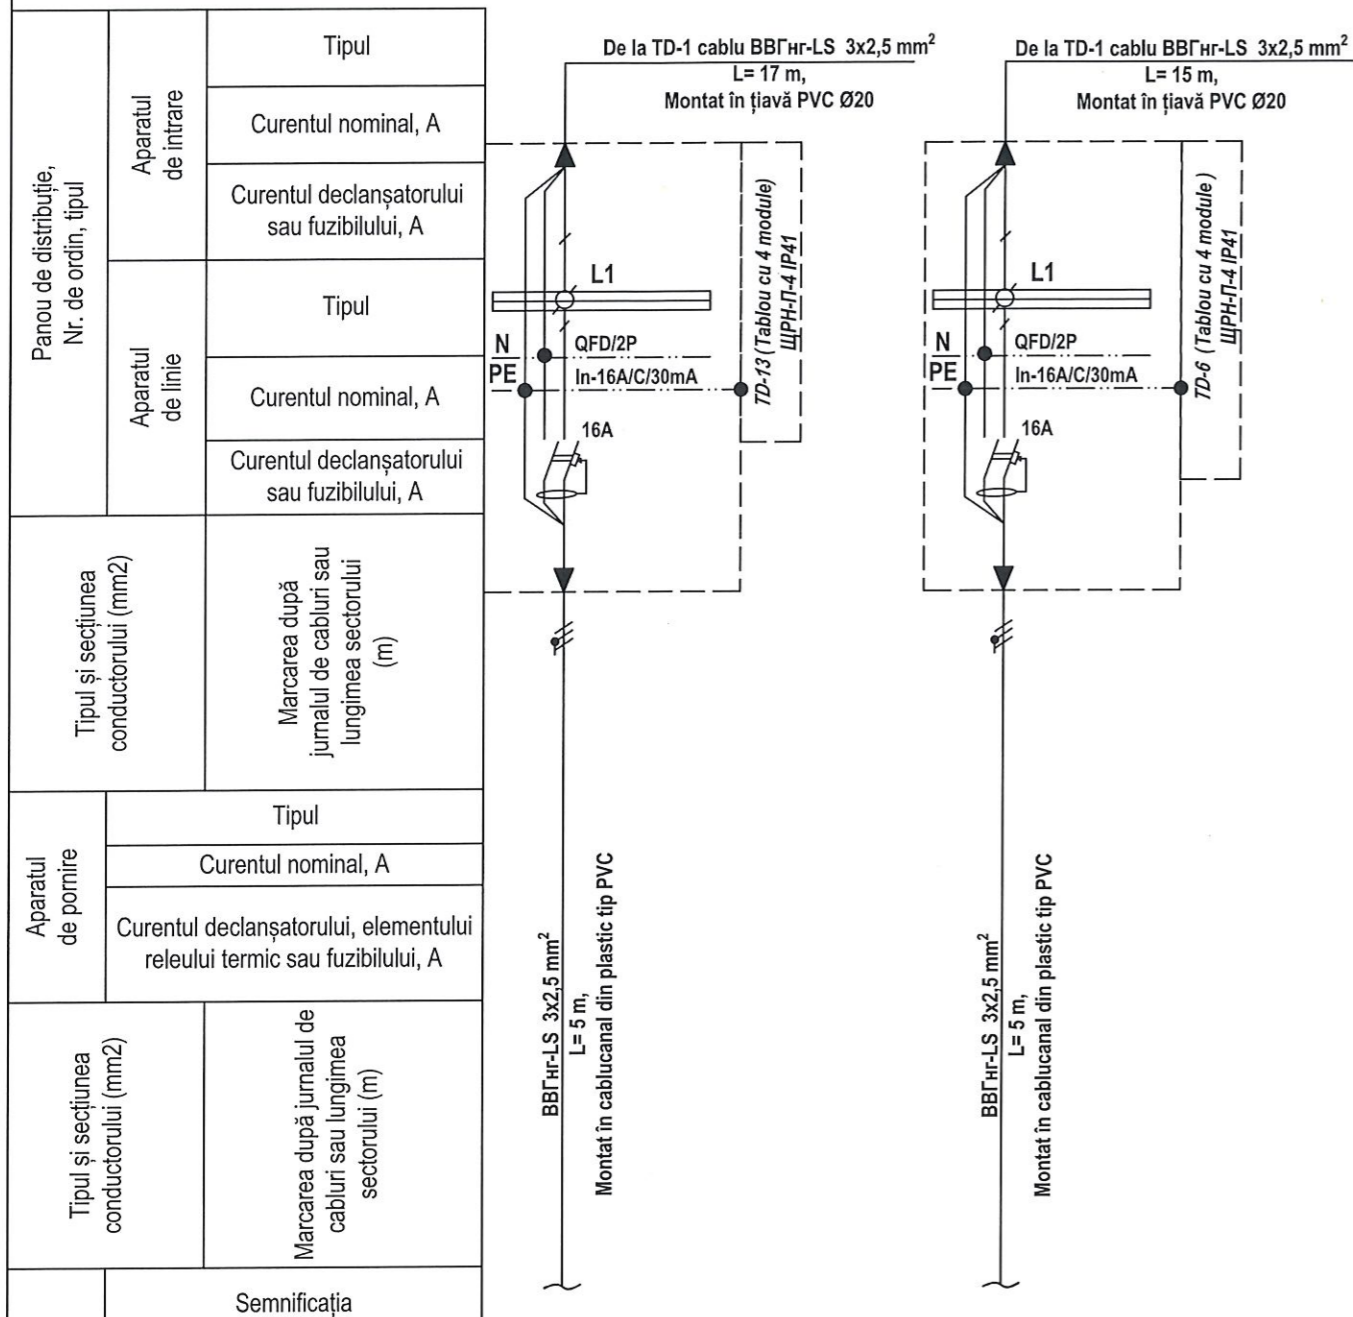 Panou de distribuție,
Nr. de ordin, tipul
Aparatul
de intrare
Tipul
Curentul nominal, A
Curentul declanșatorului
sau fuzibilului, A
Aparatul
de linie
Tipul
Curentul nominal, A
Curentul declanșatorului
sau fuzibilului, A
Tipul și secțiunea
conductorului (mm2)
Marcarea după
jurnalul de cabluri sau
lungimea sectorului
(m)
Aparatul
de pornire
Tipul
Curentul nominal, A
Curentul declanșatorului, elementului
releului termic sau fuzibilului, A
Tipul și secțiunea
conductorului (mm2)
Marcarea după jurnalul de
cabluri sau lungimea
sectorului (m)
Semnificația
De la TD-1 cablu ВВГнг-LS 3x2,5 mm²
L= 17 m,
Montat în țiavă PVC Ø20
L1
N
QFD/2P
PE
In-16A/C/30mA
16A
TD-13 (Tablou cu 4 module)
ЩРН-П-4 IP41
ВВГнг-LS 3x2,5 mm²
L= 5 m,
Montat în cablucanal din plastic tip PVC
De la TD-1 cablu ВВГнг-LS 3x2,5 mm²
L= 15 m,
Montat în țiavă PVC Ø20
L1
N
QFD/2P
PE
In-16A/C/30mA
16A
TD-6 (Tablou cu 4 module )
ЩРН-П-4 IP41
ВВГнг-LS 3x2,5 mm²
L= 5 m,
Montat în cablucanal din plastic tip PVC